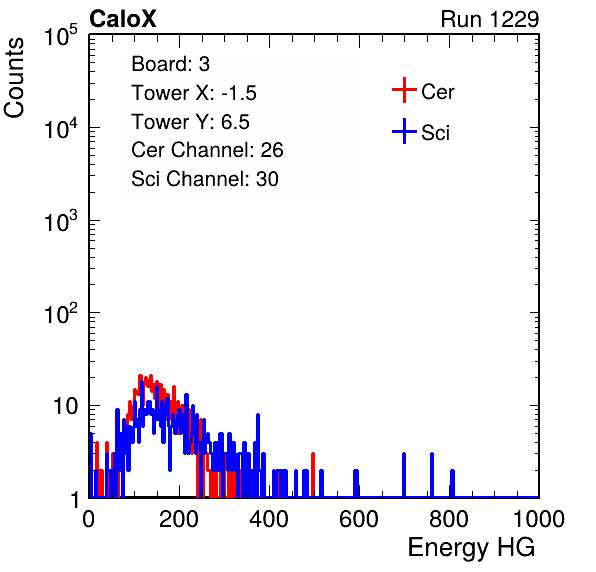 CaloX Run 1229
Counts
Board: 3
Tower X: -1.5
Tower Y: 6.5
Cer Channel: 26
Sci Channel: 30
Cer
Sci
10^5
10^4
10^3
10^2
10
1
0 200 400 600 800 1000
Energy HG